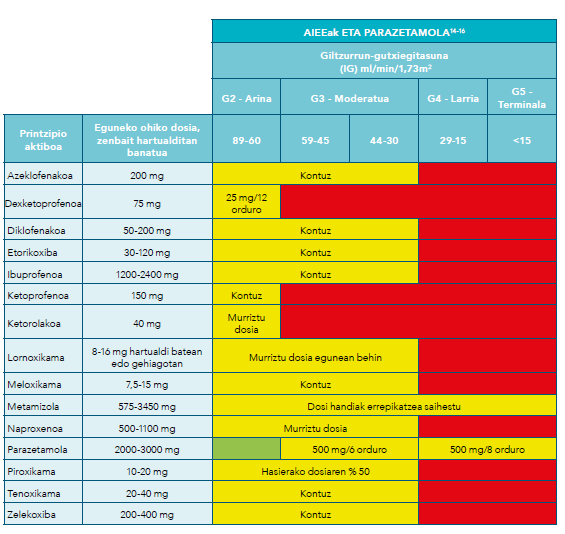 AIEEak ETA PARAZETAMOLA¹⁴⁻¹⁶
Giltzurrun-gutxiegitasuna
(IG) ml/min/1,73m²
G2 - Arina G3 - Moderatua G4 - Larria G5 -
Terminala
Printzipio
aktiboa
Eguneko ohiko dosia,
zenbait hartualditan
banatua
89-60 59-45 44-30 29-15 <15
Azeklofenakoa 200 mg Kontuz
Dexketoprofenoa 75 mg 25 mg/12
orduro
Diklofenakoa 50-200 mg Kontuz
Etorikoxiba 30-120 mg Kontuz
Ibuprofenoa 1200-2400 mg Kontuz
Ketoprofenoa 150 mg Kontuz
Ketorolakoa 40 mg Murriztu
dosia
Lornoxikama 8-16 mg hartualdi batean
edo gehiagotan
Murriztu dosia egunean behin
Meloxikama 7,5-15 mg Kontuz
Metamizola 575-3450 mg Dosi handiak errepikatzea saihestu
Naproxenoa 500-1100 mg Murriztu dosia
Parazetamola 2000-3000 mg 500 mg/6 orduro 500 mg/8 orduro
Piroxikama 10-20 mg Hasierako dosiaren % 50
Tenoxikama 20-40 mg Kontuz
Zelekoxiba 200-400 mg Kontuz